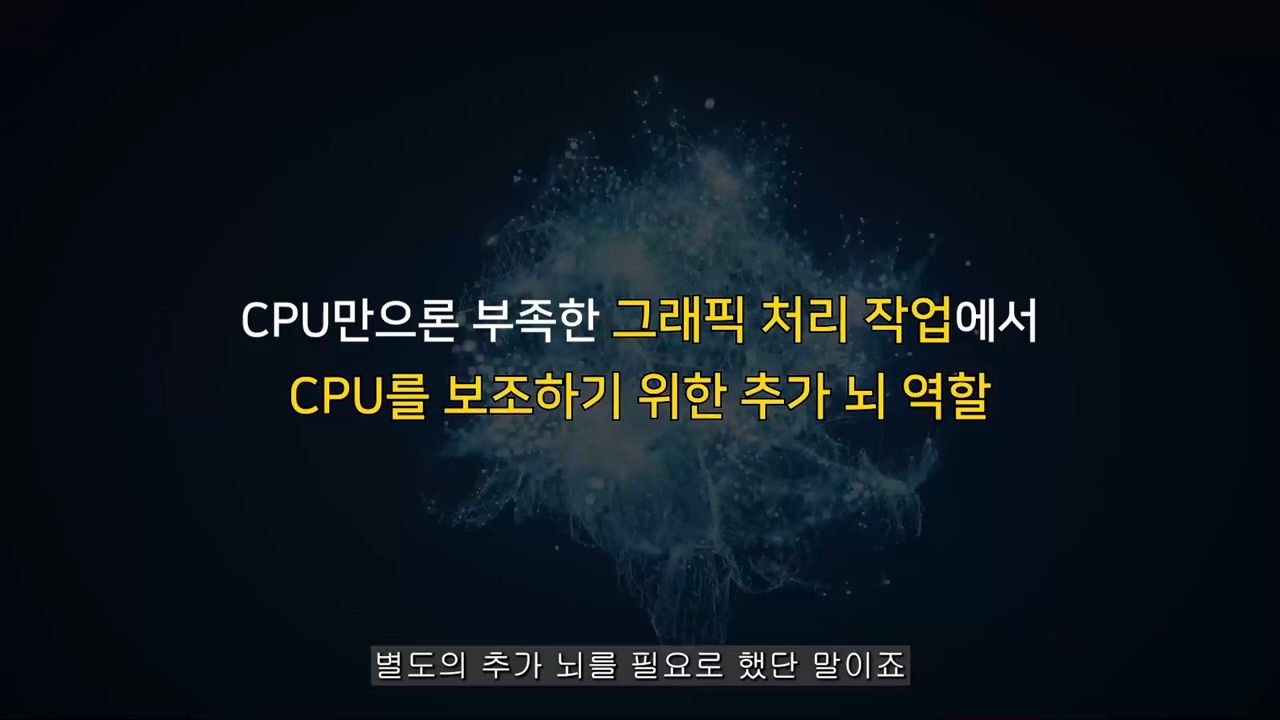 CPU만으론 부족한 그래픽 처리 작업에서
CPU를 보조하기 위한 추가 뇌 역할
별도의 추가 뇌를 필요로 했단 말이죠